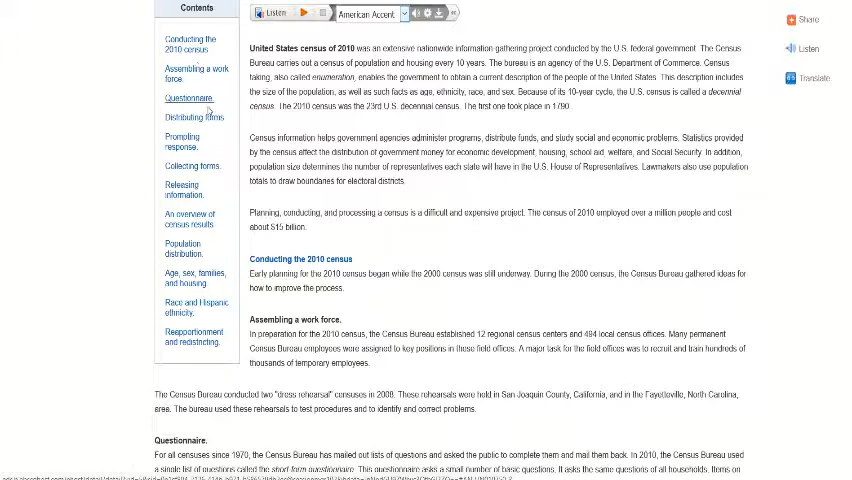 Contents
Conducting the
2010 census
Assembling a work
force.
Questionnaire.
Distributing forms
Prompting
response.
Collecting forms.
Releasing
information.
An overview of
census results
Population
distribution.
Age, sex, families,
and housing.
Race and Hispanic
ethnicity.
Reapportionment
and redistricting.
Listen
American Accent
United States census of 2010 was an extensive nationwide information gathering project conducted by the U.S. federal government. The Census
Bureau carries out a census of population and housing every 10 years. The bureau is an agency of the U.S. Department of Commerce. Census
taking, also called enumeration, enables the government to obtain a current description of the people of the United States. This description includes
the size of the population, as well as such facts as age, ethnicity, race, and sex. Because of its 10-year cycle, the U.S. census is called a decennial
census. The 2010 census was the 23rd U.S. decennial census. The first one took place in 1790.
Census information helps government agencies administer programs, distribute funds, and study social and economic problems. Statistics provided
by the census affect the distribution of government money for economic development, housing, school aid, welfare, and Social Security. In addition,
population size determines the number of representatives each state will have in the U.S. House of Representatives. Lawmakers also use population
totals to draw boundaries for electoral districts.
Planning, conducting, and processing a census is a difficult and expensive project. The census of 2010 employed over a million people and cost
about $15 billion.
Conducting the 2010 census
Early planning for the 2010 census began while the 2000 census was still underway. During the 2000 census, the Census Bureau gathered ideas for
how to improve the process.
Assembling a work force.
In preparation for the 2010 census, the Census Bureau established 12 regional census centers and 494 local census offices. Many permanent
Census Bureau employees were assigned to key positions in these field offices. A major task for the field offices was to recruit and train hundreds of
thousands of temporary employees.
The Census Bureau conducted two "dress rehearsal" censuses in 2008. These rehearsals were held in San Joaquin County, California, and in the Fayetteville, North Carolina,
area. The bureau used these rehearsals to test procedures and to identify and correct problems.
Questionnaire.
For all censuses since 1970, the Census Bureau has mailed out lists of questions and asked the public to complete them and mail them back. In 2010, the Census Bureau used
a single list of questions called the short form questionnaire. This questionnaire asks a small number of basic questions. It asks the same questions of all households. Items on
Share
Listen
Translate